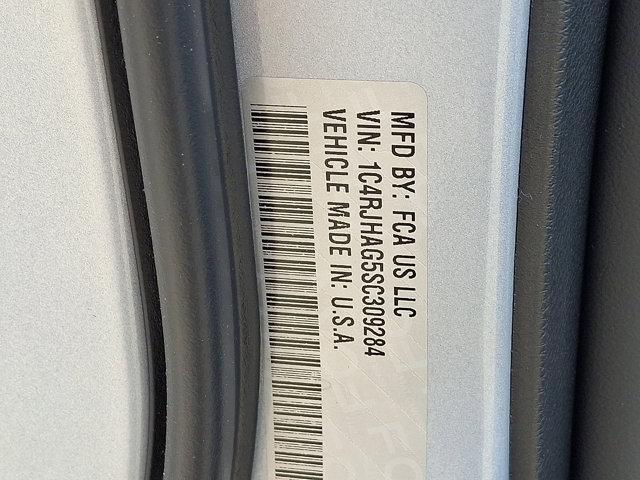 MFD BY: FCA US LLC
VIN: 1C4RJHAG5SC309284
VEHICLE MADE IN: U.S.A.